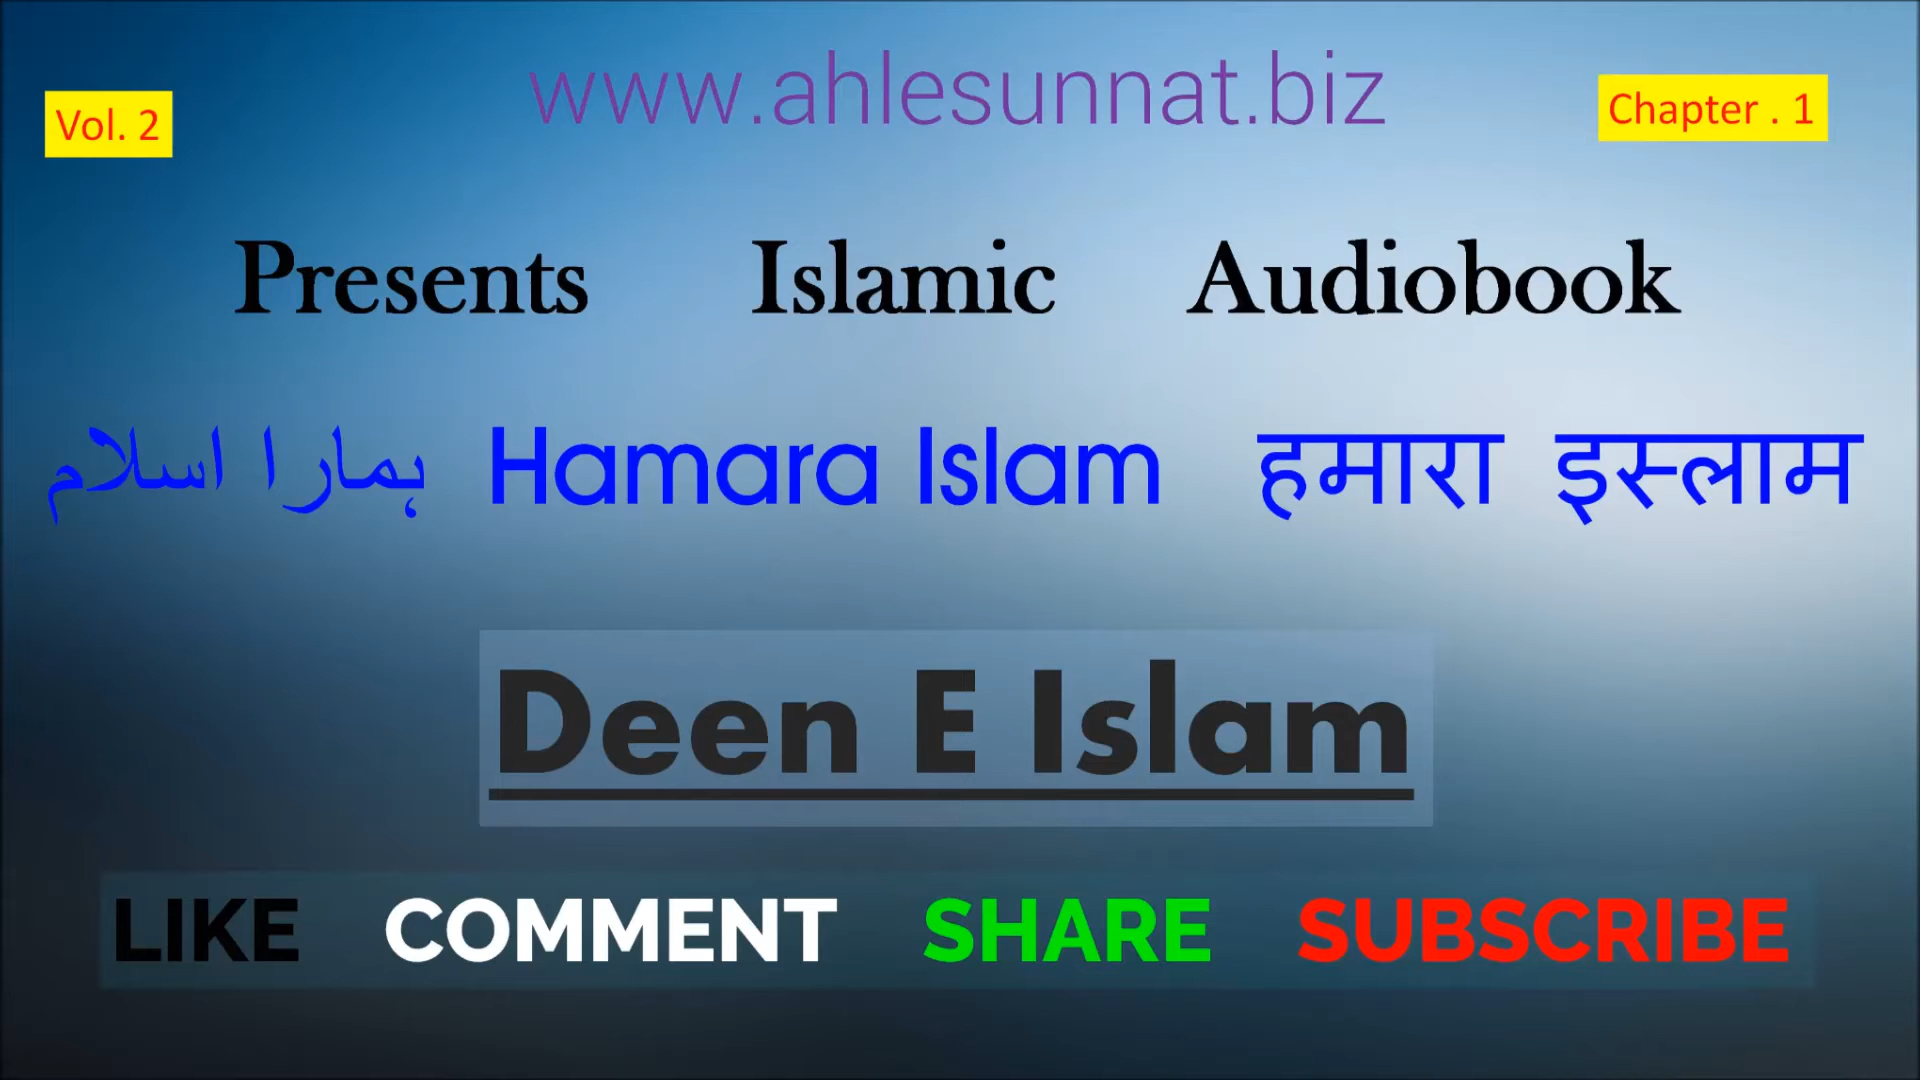 www.ahlesunnat.biz
Vol. 2
Chapter . 1
Presents Islamic Audiobook
ہمارا اسلام Hamara Islam हमारा इस्लाम
Deen E Islam
LIKE COMMENT SHARE SUBSCRIBE